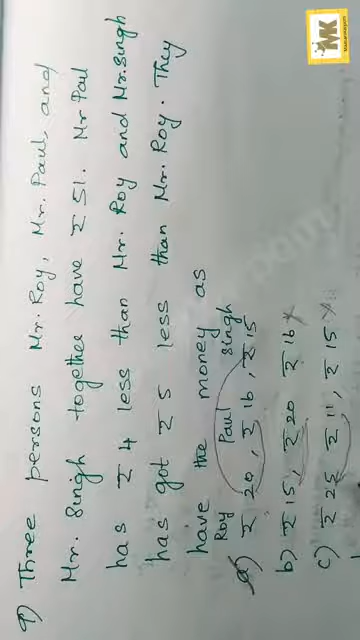 9) Three persons Mr. Roy, Mr. Paul, and
Mr. Singh together have ₹ 51. Mr Paul
has ₹ 4 less than Mr. Roy and Mr. Singh
has got ₹ 5 less than Mr. Roy. They
have the money as
Roy Paul Singh
a) ₹ 20, ₹ 16, ₹ 15
b) ₹ 15, ₹ 20 ₹ 16 x
c) ₹ 25 ₹ 11, ₹ 15 x
MK